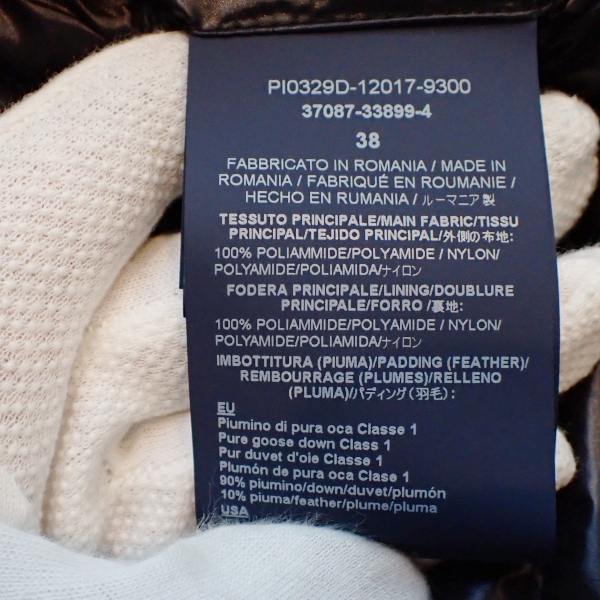 PI0329D-12017-9300
37087-33899-4
38
FABBRICATO IN ROMANIA / MADE IN
ROMANIA / FABRIQUÉ EN ROUMANIE /
HECHO EN RUMANIA / ルーマニア製
TESSUTO PRINCIPALE/MAIN FABRIC/TISSU
PRINCIPAL/TEJIDO PRINCIPAL/外側の布地:
100% POLIAMMIDE/POLYAMIDE / NYLON/
POLYAMIDE/POLIAMIDA/ナイロン
FODERA PRINCIPALE/LINING/DOUBLURE
PRINCIPALE/FORRO /裏地:
100% POLIAMMIDE/POLYAMIDE / NYLON/
POLYAMIDE/POLIAMIDA/ナイロン
IMBOTTITURA (PIUMA)/PADDING (FEATHER)/
REMBOURRAGE (PLUMES)/RELLENO
(PLUMA)/パディング(羽毛):
EU
Piumino di pura oca Classe 1
Pure goose down Class 1
Pur duvet d'oie Classe 1
Plumón de pura oca Clase 1
90% piumino/down/duvet/plumón
10% piuma/feather/plume/pluma
USA